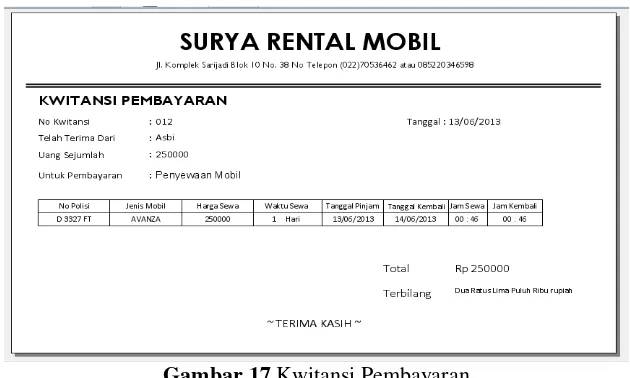 SURYA RENTAL MOBIL
Jl. Komplek Sarijadi Blok 10 No. 38 No Telepon (022)70536462 atau 085220346598
KWITANSI PEMBAYARAN
No Kwitansi : 012 Tanggal : 13/06/2013
Telah Terima Dari : Asbi
Uang Sejumlah : 250000
Untuk Pembayaran : Penyewaan Mobil
No Polisi Jenis Mobil Harga Sewa Waktu Sewa Tanggal Pinjam Tanggal Kembali Jam Sewa Jam Kembali
D 3327 FT AVANZA 250000 1 Hari 13/06/2013 14/06/2013 00 : 46 00 : 46
Total Rp 250000
Terbilang Dua Ratus Lima Puluh Ribu rupiah
~TERIMA KASIH ~
Gambar 17 Kwitansi Pembayaran